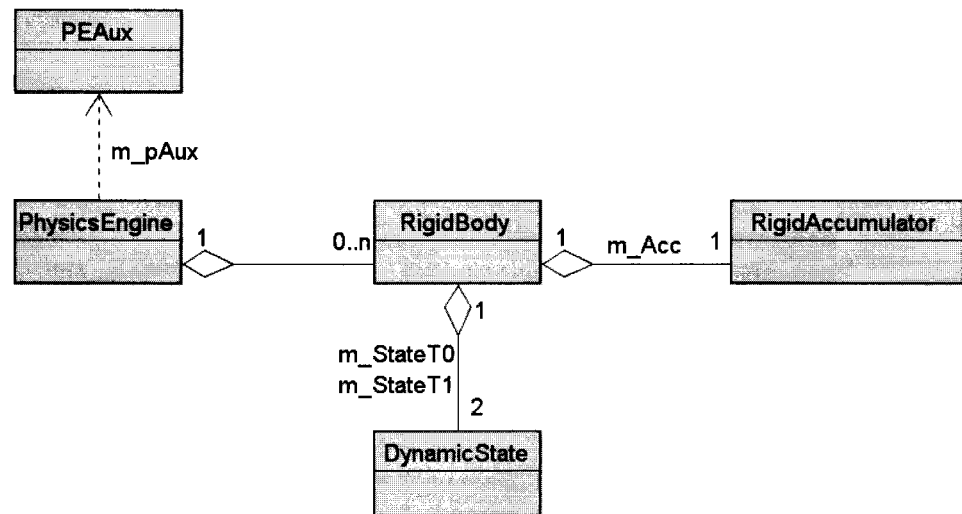 PEAux
m_pAux
PhysicsEngine
1
0..n
RigidBody
1
m_Acc
1
RigidAccumulator
1
m_StateT0
m_StateT1
2
DynamicState